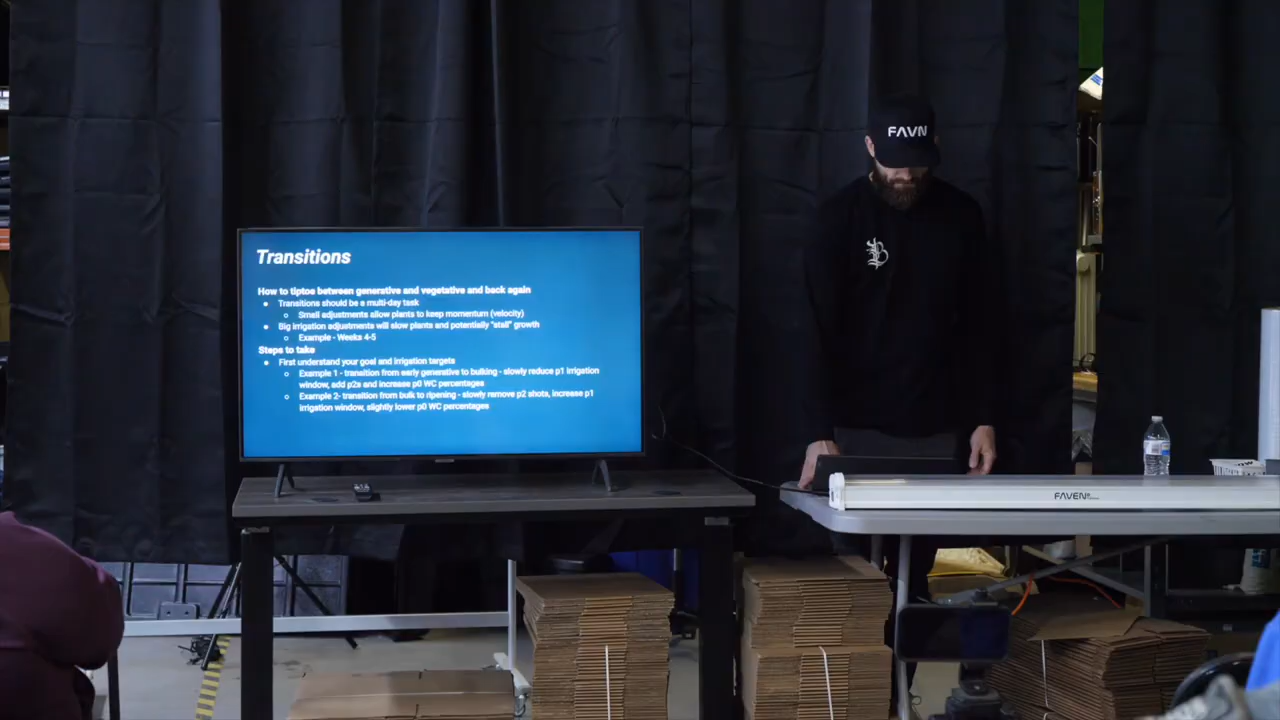 FAVN
Transitions
How to tiptoe between generative and vegetative and back again
Transitions should be a multi-day task
Small adjustments allow plants to keep momentum (velocity)
Big irrigation adjustments will slow plants and potentially "stall" growth
Example - Weeks 4-5
Steps to take
First understand your goal and irrigation targets
Example 1 - transition from early generative to bulking - slowly reduce p1 irrigation
window, add p2s and increase p0 WC percentages
Example 2- transition from bulk to ripening - slowly remove p2 shots, increase p1
irrigation window, slightly lower p0 WC percentages
FAVEN